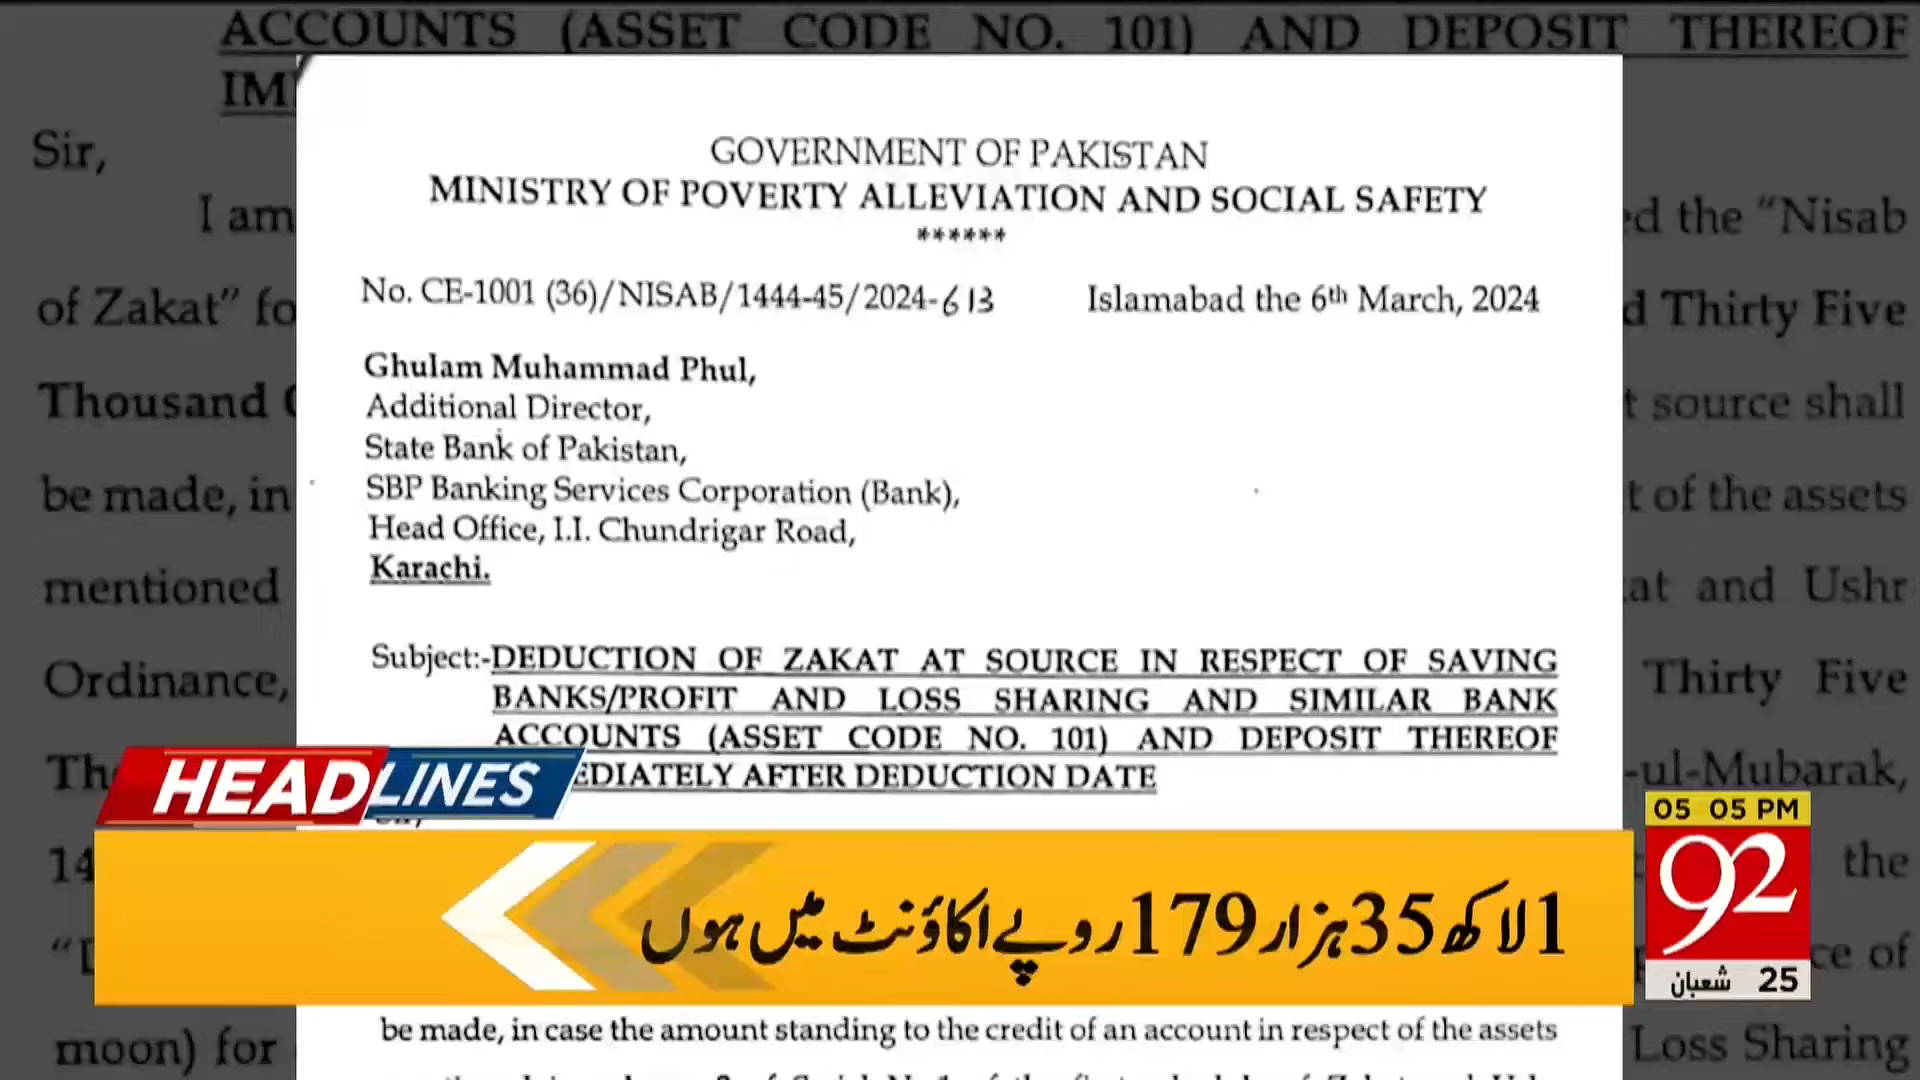 ACCOUNTS (ASSET CODE NO. 101) AND DEPOSIT THEREOF
Sir,
I am
ed the “Nisab
of Zakat” fo
d Thirty Five
Thousand
t source shall
be made, in
t of the assets
mentioned
at and Ushr
Ordinance,
Thirty Five
-ul-Mubarak,
the
moon) for
Loss Sharing
GOVERNMENT OF PAKISTAN
MINISTRY OF POVERTY ALLEVIATION AND SOCIAL SAFETY
******
No. CE-1001 (36)/NISAB/1444-45/2024-613 Islamabad the 6th March, 2024
Ghulam Muhammad Phul,
Additional Director,
State Bank of Pakistan,
SBP Banking Services Corporation (Bank),
Head Office, I.I. Chundrigar Road,
Karachi.
Subject:-DEDUCTION OF ZAKAT AT SOURCE IN RESPECT OF SAVING
BANKS/PROFIT AND LOSS SHARING AND SIMILAR BANK
ACCOUNTS (ASSET CODE NO. 101) AND DEPOSIT THEREOF
EDIATELY AFTER DEDUCTION DATE
HEADLINES
1 لاکھ 35 ہزار 179 روپے اکاؤنٹ میں ہوں
05 05 PM
92
25 شعبان
be made, in case the amount standing to the credit of an account in respect of the assets